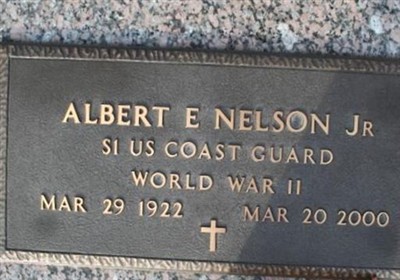 ALBERT E NELSON JR
S1 US COAST GUARD
WORLD WAR II
MAR 29 1922 MAR 20 2000